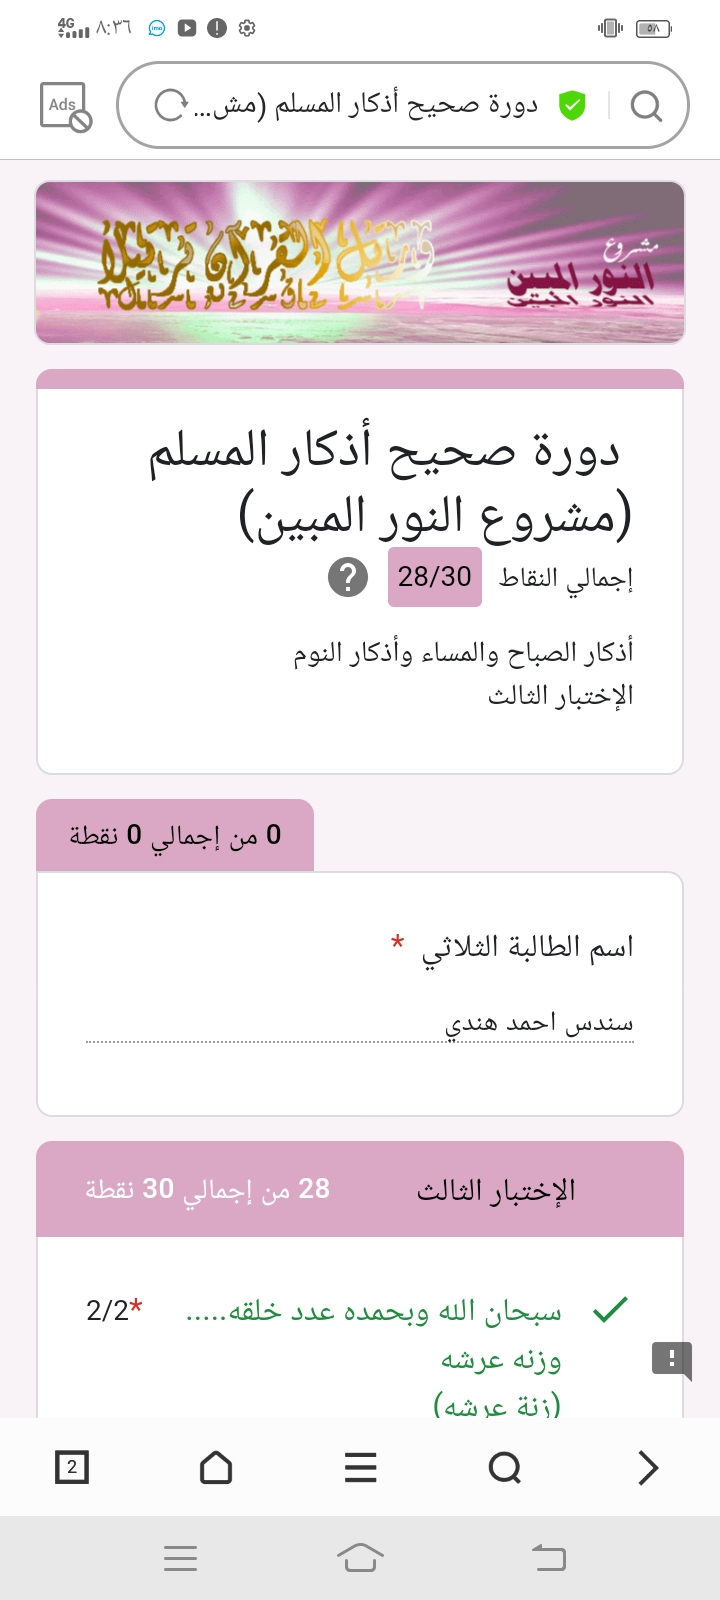 4G ٨:٣٦ imo ٥٨
Ads دورة صحيح أذكار المسلم (مش...
ورتل القرآن ترتيلا
مشروع
النور المبين
دورة صحيح أذكار المسلم
(مشروع النور المبين)
إجمالي النقاط 28/30 ?
أذكار الصباح والمساء وأذكار النوم
الإختبار الثالث
0 من إجمالي 0 نقطة
اسم الطالبة الثلاثي *
سندس احمد هندي
الإختبار الثالث 28 من إجمالي 30 نقطة
سبحان الله وبحمده عدد خلقه..... *2/2
وزنه عرشه
(زنة عرشه)
2